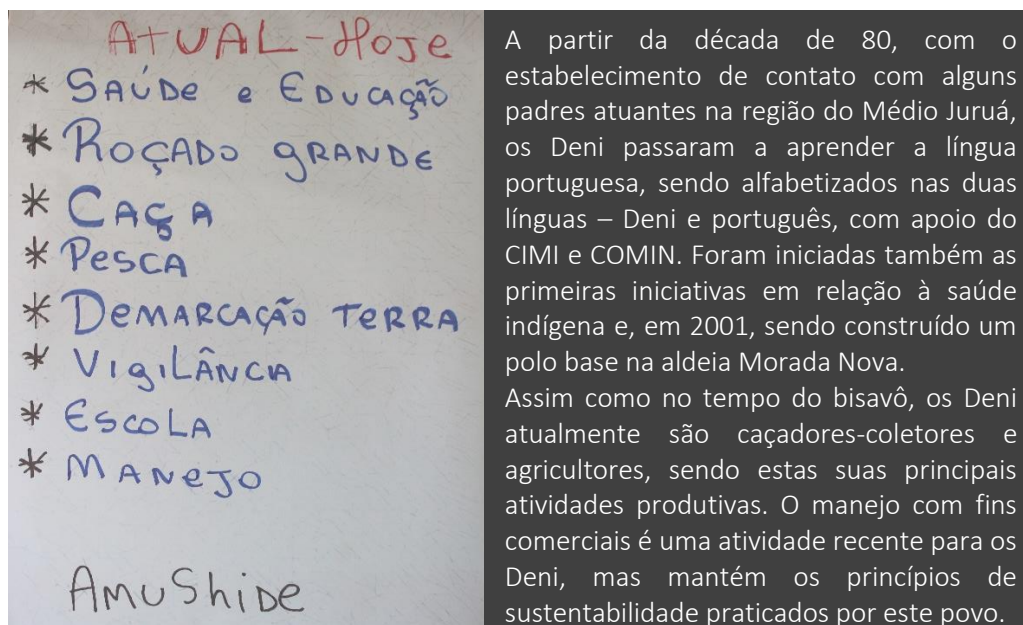 ATUAL-Hoje
* SAÚDe e EDUCAÇÃO
* ROÇADO gRANDE
* CAÇA
* PesCA
* DeMARCAÇÃO TeRRA
* VigiLÂNCIA
* EscoLA
* MANeJO
AMUShiDe
A partir da década de 80, com o
estabelecimento de contato com alguns
padres atuantes na região do Médio Juruá,
os Deni passaram a aprender a língua
portuguesa, sendo alfabetizados nas duas
línguas – Deni e português, com apoio do
CIMI e COMIN. Foram iniciadas também as
primeiras iniciativas em relação à saúde
indígena e, em 2001, sendo construído um
polo base na aldeia Morada Nova.
Assim como no tempo do bisavô, os Deni
atualmente são caçadores-coletores e
agricultores, sendo estas suas principais
atividades produtivas. O manejo com fins
comerciais é uma atividade recente para os
Deni, mas mantém os princípios de
sustentabilidade praticados por este povo.